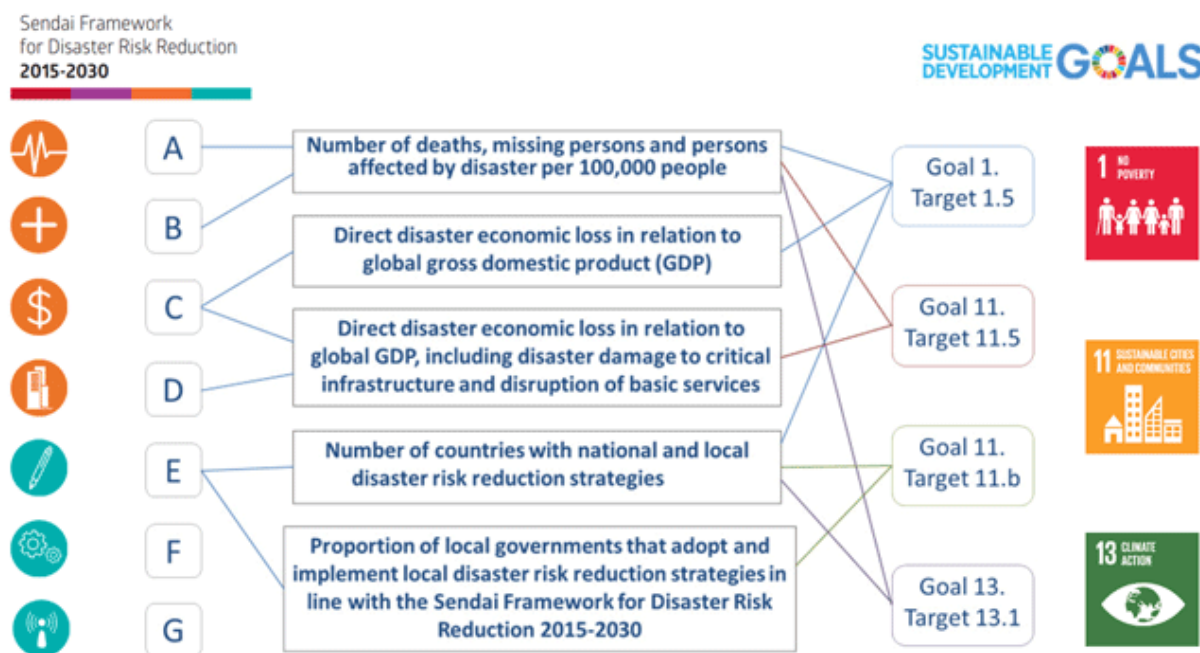 Sendai Framework
for Disaster Risk Reduction
2015-2030
SUSTAINABLE
DEVELOPMENT GOALS
A
B
C
D
E
F
G
Number of deaths, missing persons and persons
affected by disaster per 100,000 people
Direct disaster economic loss in relation to
global gross domestic product (GDP)
Direct disaster economic loss in relation to
global GDP, including disaster damage to critical
infrastructure and disruption of basic services
Number of countries with national and local
disaster risk reduction strategies
Proportion of local governments that adopt and
implement local disaster risk reduction strategies in
line with the Sendai Framework for Disaster Risk
Reduction 2015-2030
Goal 1.
Target 1.5
Goal 11.
Target 11.5
Goal 11.
Target 11.b
Goal 13.
Target 13.1
1 NO
POVERTY
11 SUSTAINABLE CITIES
AND COMMUNITIES
13 CLIMATE
ACTION
$